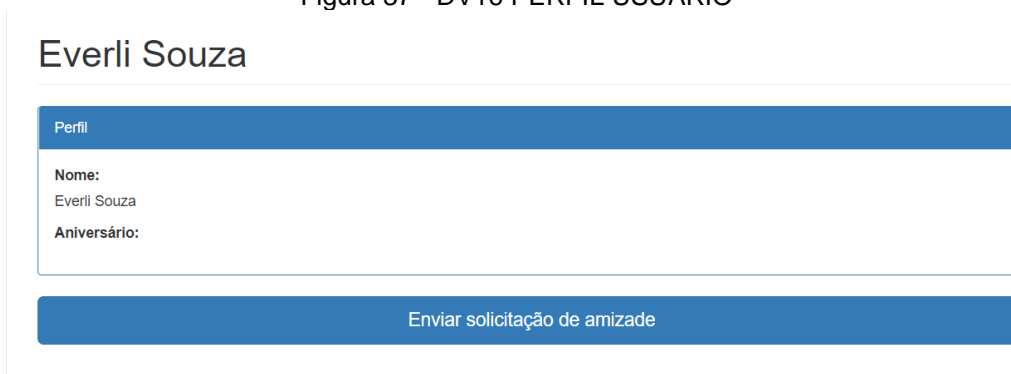 Everli Souza
Perfil
Nome:
Everli Souza
Aniversário:
Enviar solicitação de amizade